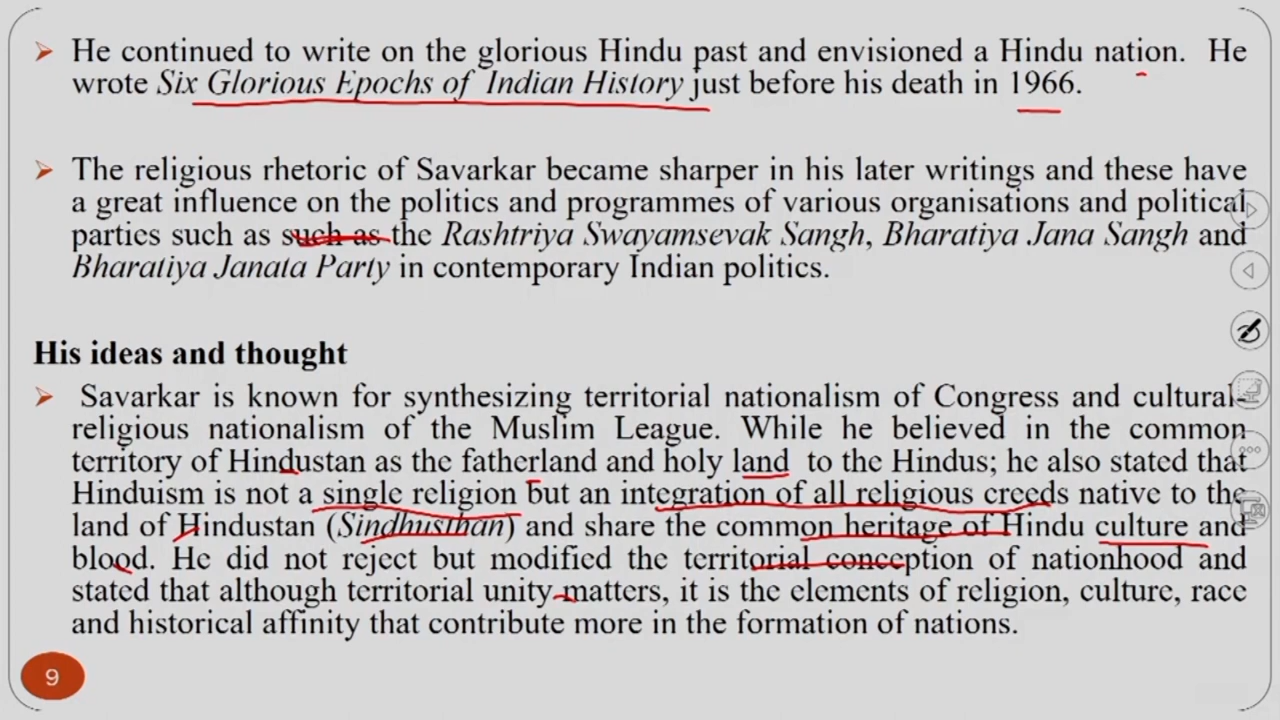 ➤ He continued to write on the glorious Hindu past and envisioned a Hindu nation. He
wrote Six Glorious Epochs of Indian History just before his death in 1966.
➤ The religious rhetoric of Savarkar became sharper in his later writings and these have
a great influence on the politics and programmes of various organisations and political
parties such as such as the Rashtriya Swayamsevak Sangh, Bharatiya Jana Sangh and
Bharatiya Janata Party in contemporary Indian politics.
His ideas and thought
➤ Savarkar is known for synthesizing territorial nationalism of Congress and cultural-
religious nationalism of the Muslim League. While he believed in the common
territory of Hindustan as the fatherland and holy land to the Hindus; he also stated that
Hinduism is not a single religion but an integration of all religious creeds native to the
land of Hindustan (Sindhusthan) and share the common heritage of Hindu culture and
blood. He did not reject but modified the territorial conception of nationhood and
stated that although territorial unity matters, it is the elements of religion, culture, race
and historical affinity that contribute more in the formation of nations.
9